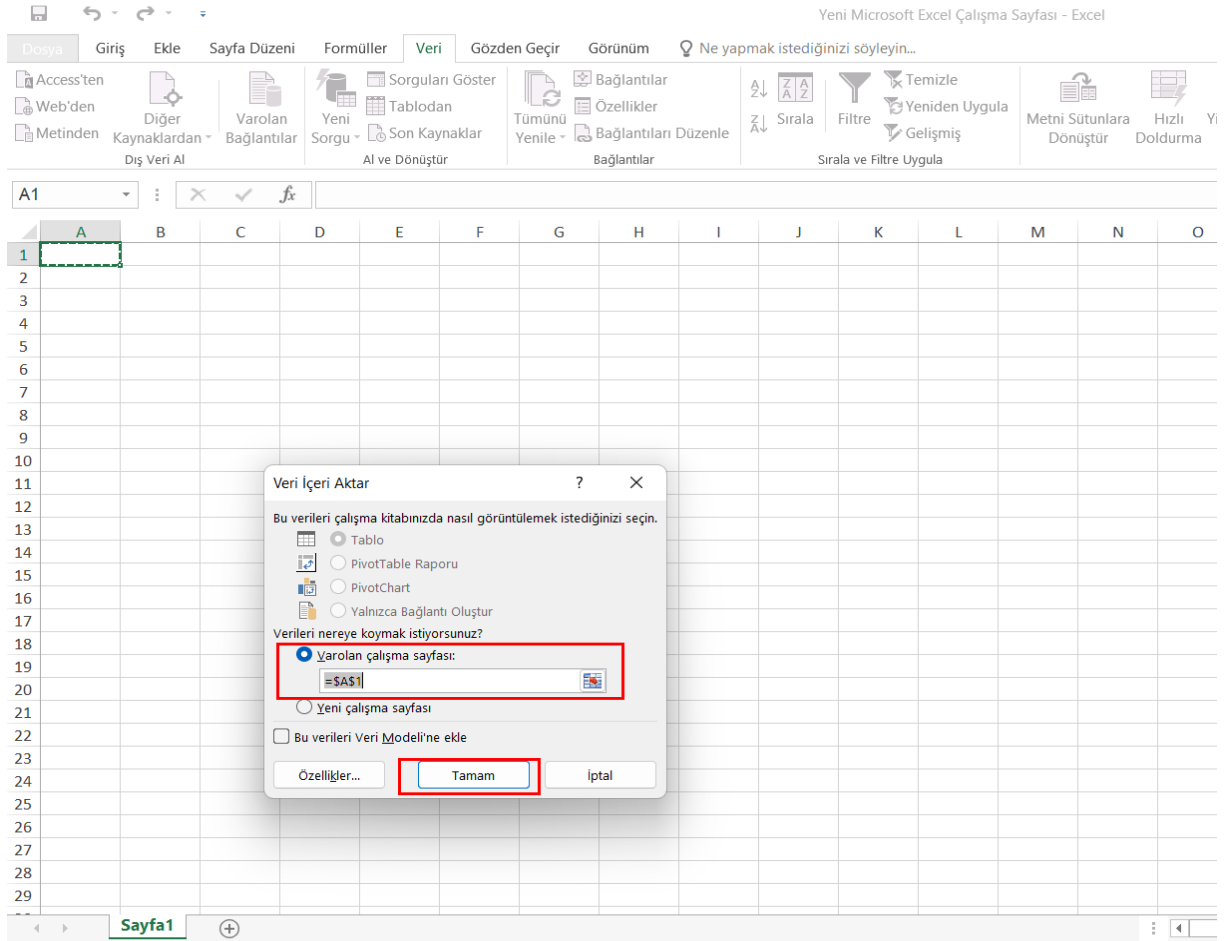 Yeni Microsoft Excel Çalışma Sayfası - Excel
Dosya Giriş Ekle Sayfa Düzeni Formüller Veri Gözden Geçir Görünüm Ne yapmak istediğinizi söyleyin...
Access'ten
Web'den
Metinden
Diğer
Kaynaklardan
Varolan
Bağlantılar
Dış Veri Al
Yeni
Sorgu
Sorguları Göster
Tablodan
Son Kaynaklar
Al ve Dönüştür
Tümünü
Yenile
Bağlantılar
Özellikler
Bağlantıları Düzenle
Bağlantılar
Sırala
Filtre
Temizle
Yeniden Uygula
Gelişmiş
Sırala ve Filtre Uygula
Metni Sütunlara
Dönüştür
Hızlı
Doldurma
A1
fx
A B C D E F G H I J K L M N O
1
2
3
4
5
6
7
8
9
10
11
12
13
14
15
16
17
18
19
20
21
22
23
24
25
26
27
28
29
Veri İçeri Aktar ?
Bu verileri çalışma kitabınızda nasıl görüntülemek istediğinizi seçin.
Tablo
PivotTable Raporu
PivotChart
Yalnızca Bağlantı Oluştur
Verileri nereye koymak istiyorsunuz?
Varolan çalışma sayfası:
=$A$1
Yeni çalışma sayfası
Bu verileri Veri Modeli'ne ekle
Özellikler... Tamam İptal
Sayfa1